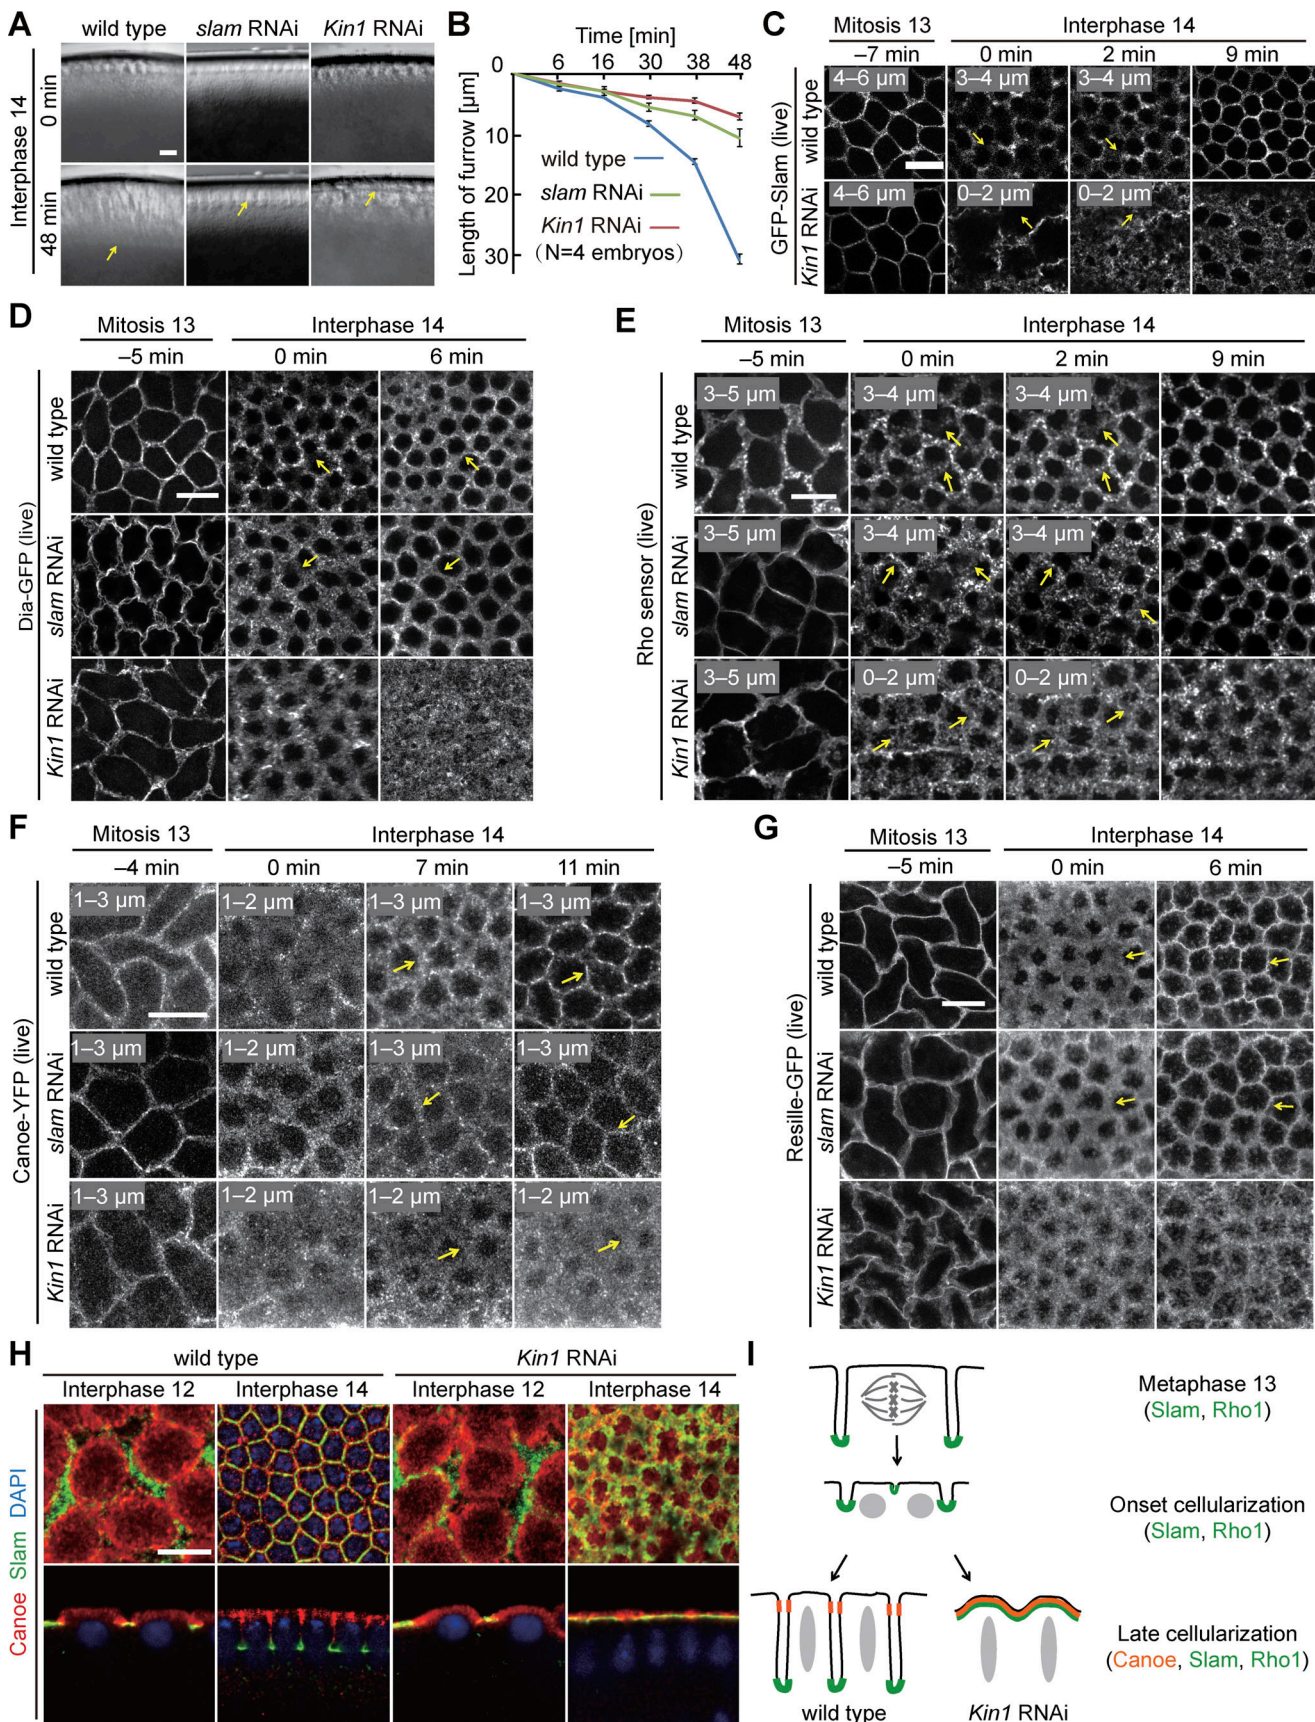 A
wild type
slam RNAi
Kin1 RNAi
Interphase 14
0 min
48 min
B
Time [min]
0
6
16
30
38
48
10
20
30
Length of furrow [µm]
wild type
slam RNAi
Kin1 RNAi
(N=4 embryos)
C
Mitosis 13
Interphase 14
–7 min
0 min
2 min
9 min
GFP-Slam (live)
wild type
4–6 µm
3–4 µm
3–4 µm
Kin1 RNAi
4–6 µm
0–2 µm
0–2 µm
D
Mitosis 13
Interphase 14
–5 min
0 min
6 min
Dia-GFP (live)
wild type
slam RNAi
Kin1 RNAi
E
Mitosis 13
Interphase 14
–5 min
0 min
2 min
9 min
Rho sensor (live)
wild type
3–5 µm
3–4 µm
3–4 µm
slam RNAi
3–5 µm
3–4 µm
3–4 µm
Kin1 RNAi
3–5 µm
0–2 µm
0–2 µm
F
Mitosis 13
Interphase 14
–4 min
0 min
7 min
11 min
Canoe-YFP (live)
wild type
1–3 µm
1–2 µm
1–3 µm
1–3 µm
slam RNAi
1–3 µm
1–2 µm
1–3 µm
1–3 µm
Kin1 RNAi
1–3 µm
1–2 µm
1–2 µm
1–2 µm
G
Mitosis 13
Interphase 14
–5 min
0 min
6 min
Resille-GFP (live)
wild type
slam RNAi
Kin1 RNAi
H
wild type
Kin1 RNAi
Interphase 12
Interphase 14
Interphase 12
Interphase 14
Canoe Slam DAPI
I
Metaphase 13
(Slam, Rho1)
Onset cellularization
(Slam, Rho1)
Late cellularization
(Canoe, Slam, Rho1)
wild type
Kin1 RNAi